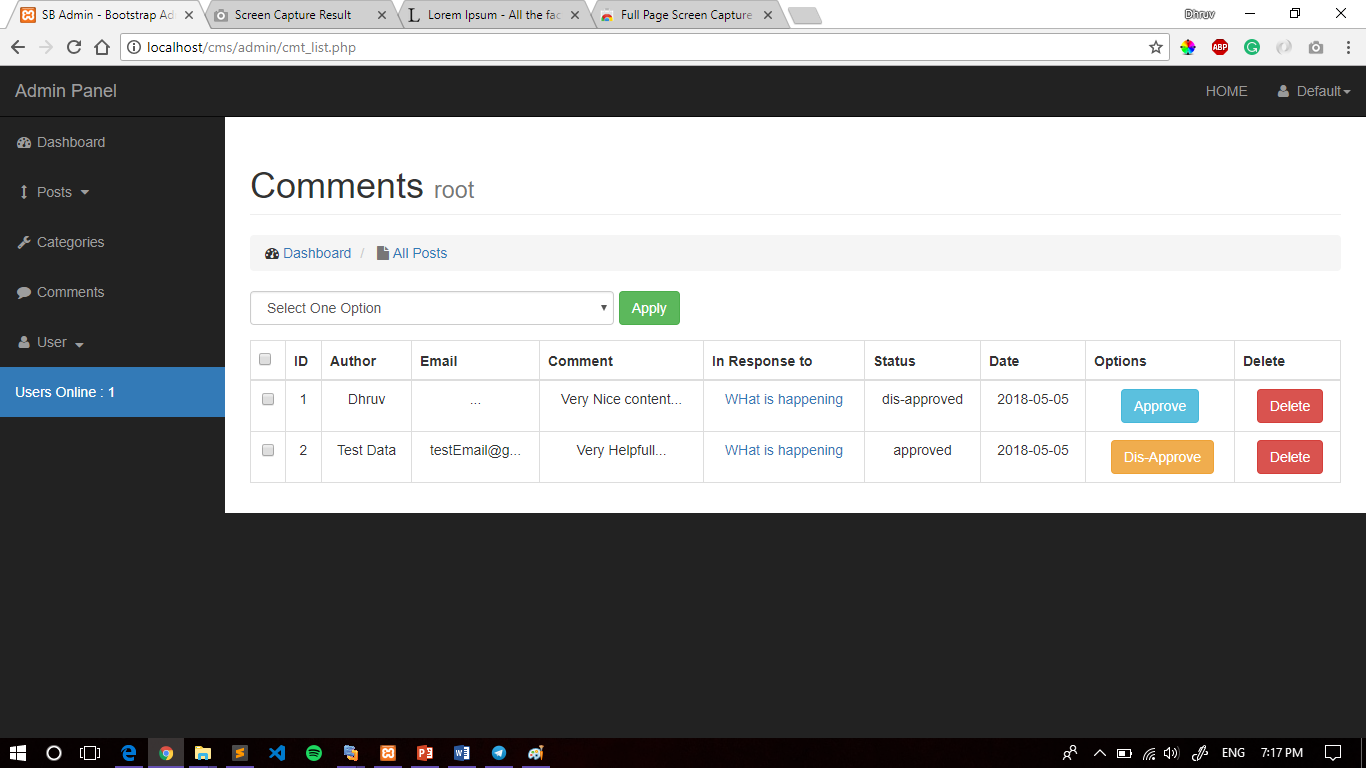 SB Admin - Bootstrap Ad
Screen Capture Result
Lorem Ipsum - All the fac
Full Page Screen Capture
Dhruv
localhost/cms/admin/cmt_list.php
ABP
Admin Panel
HOME
Default
Dashboard
Posts
Categories
Comments
User
Users Online : 1
Comments root
Dashboard / All Posts
Select One Option
Apply
ID Author Email Comment In Response to Status Date Options Delete
1 Dhruv ... Very Nice content... WHat is happening dis-approved 2018-05-05 Approve Delete
2 Test Data testEmail@g... Very Helpfull... WHat is happening approved 2018-05-05 Dis-Approve Delete
ENG 7:17 PM